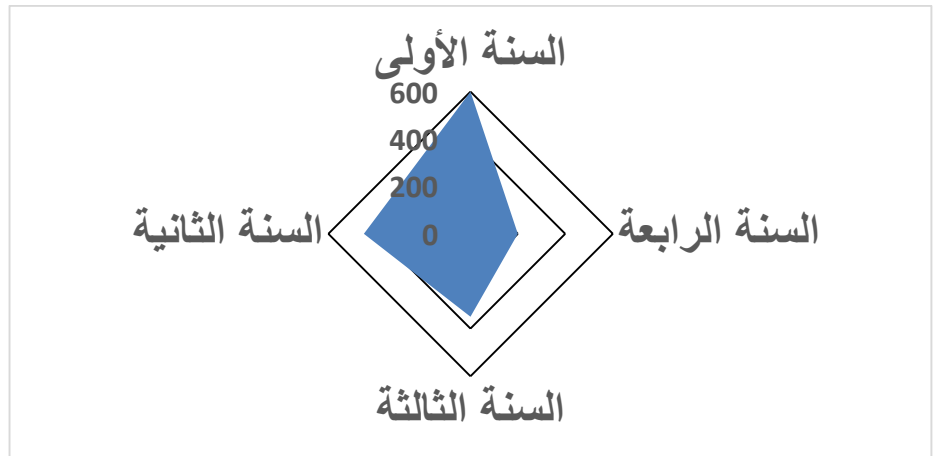 السنة الأولى
600
400
200
0
السنة الرابعة
السنة الثانية
السنة الثالثة